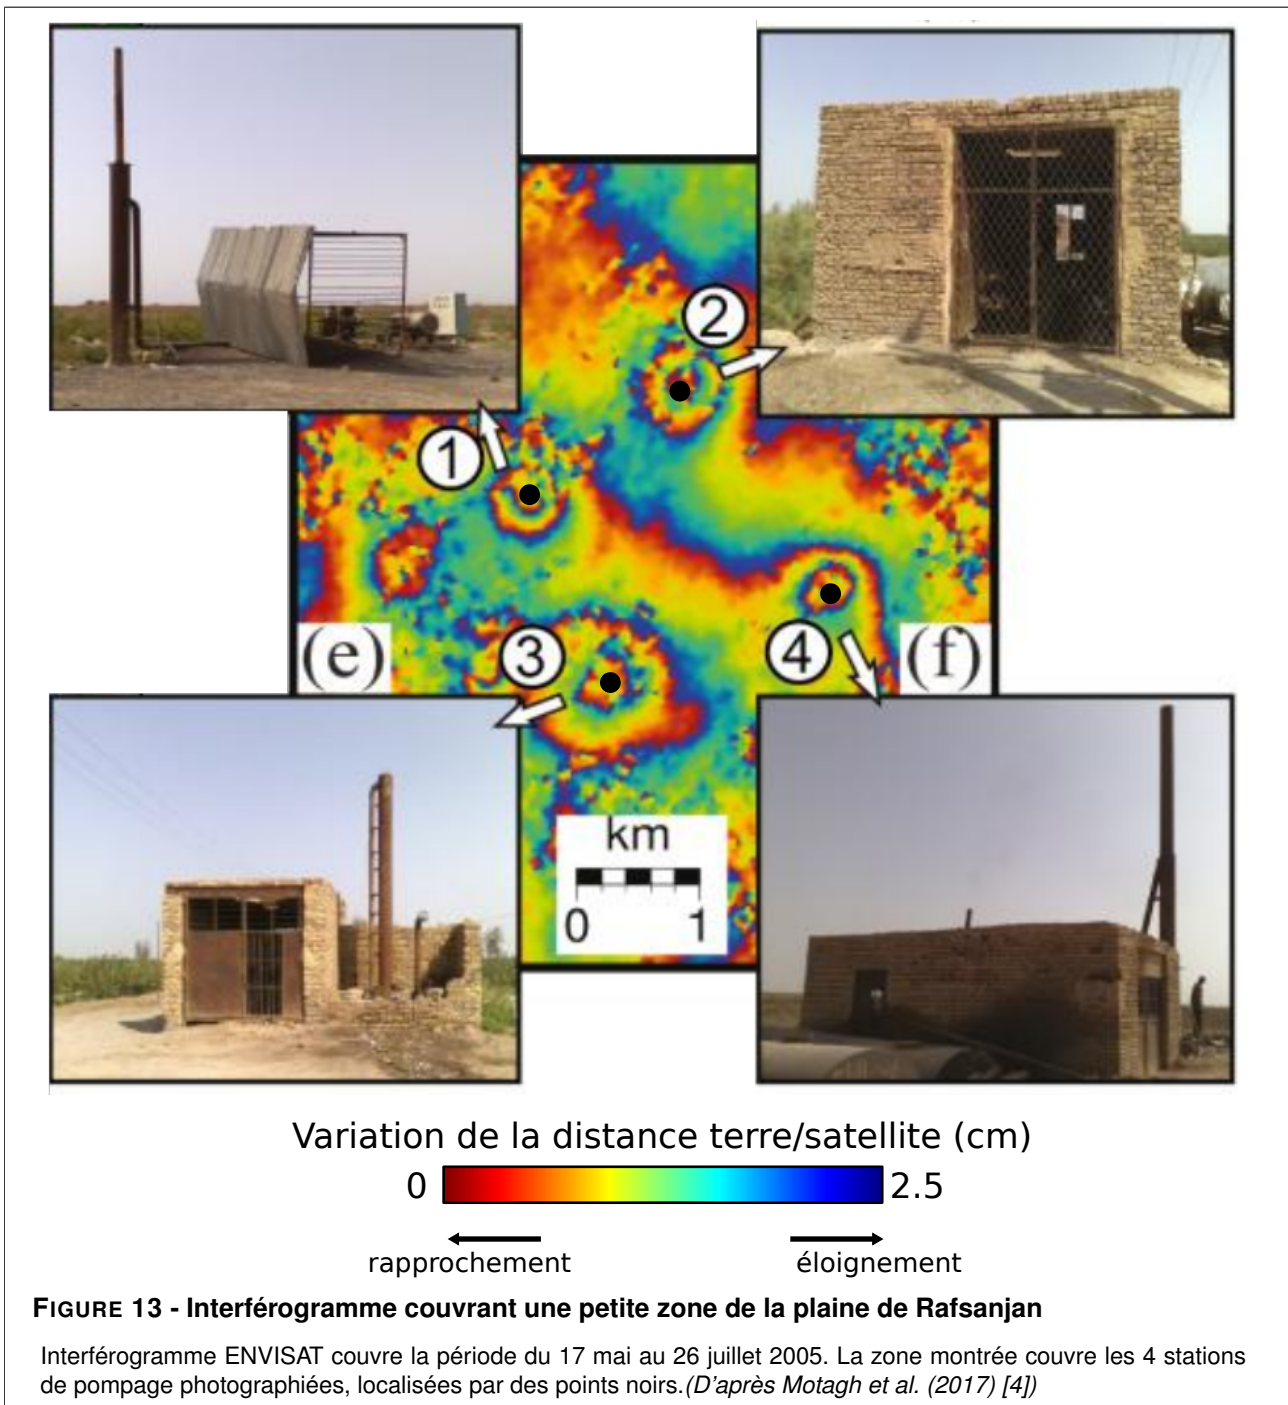 2
1
(e)
3
4
(f)
km
0 1
Variation de la distance terre/satellite (cm)
0 2.5
rapprochement éloignement
FIGURE 13 - Interférogramme couvrant une petite zone de la plaine de Rafsanjan
Interférogramme ENVISAT couvre la période du 17 mai au 26 juillet 2005. La zone montrée couvre les 4 stations
de pompage photographiées, localisées par des points noirs.(D'après Motagh et al. (2017) [4])